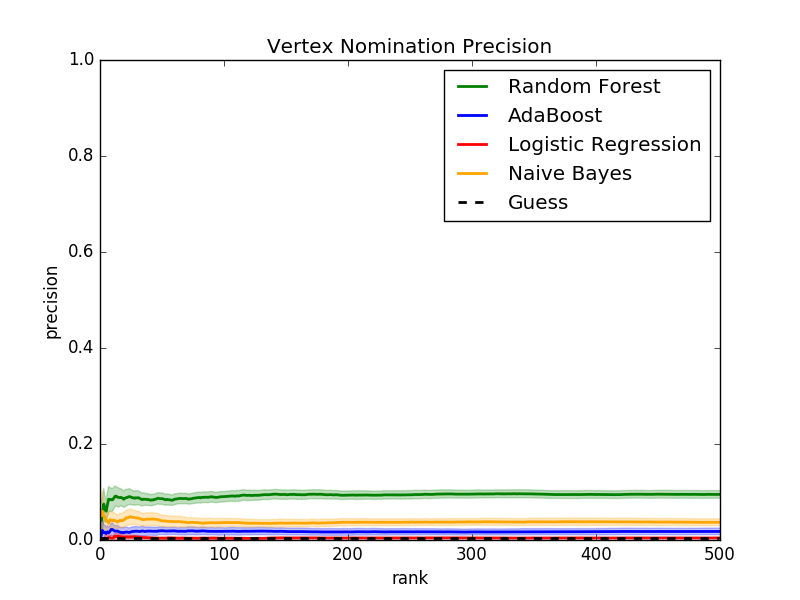 Vertex Nomination Precision
1.0
0.8
0.6
0.4
0.2
0.0
precision
Random Forest
AdaBoost
Logistic Regression
Naive Bayes
Guess
0 100 200 300 400 500
rank